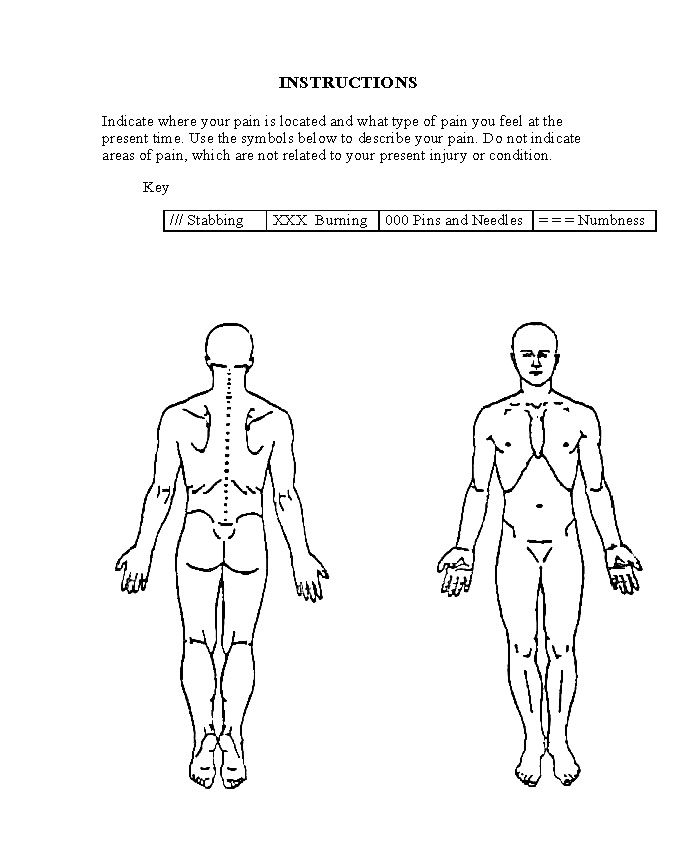 INSTRUCTIONS
Indicate where your pain is located and what type of pain you feel at the
present time. Use the symbols below to describe your pain. Do not indicate
areas of pain, which are not related to your present injury or condition.
Key
/// Stabbing XXX Burning 000 Pins and Needles === Numbness